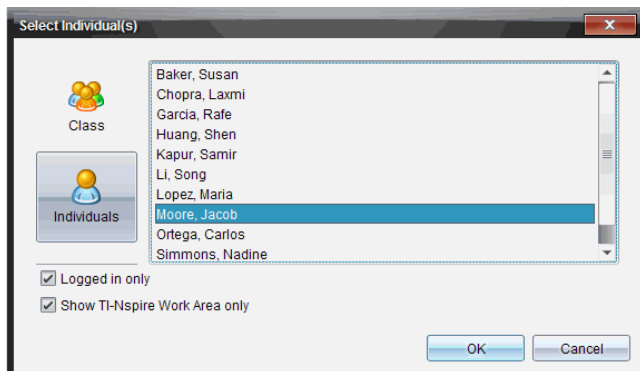 Select Individual(s)
Class
Individuals
Baker, Susan
Chopra, Laxmi
Garcia, Rafe
Huang, Shen
Kapur, Samir
Li, Song
Lopez, Maria
Moore, Jacob
Ortega, Carlos
Simmons, Nadine
Logged in only
Show TI-Nspire Work Area only
OK
Cancel